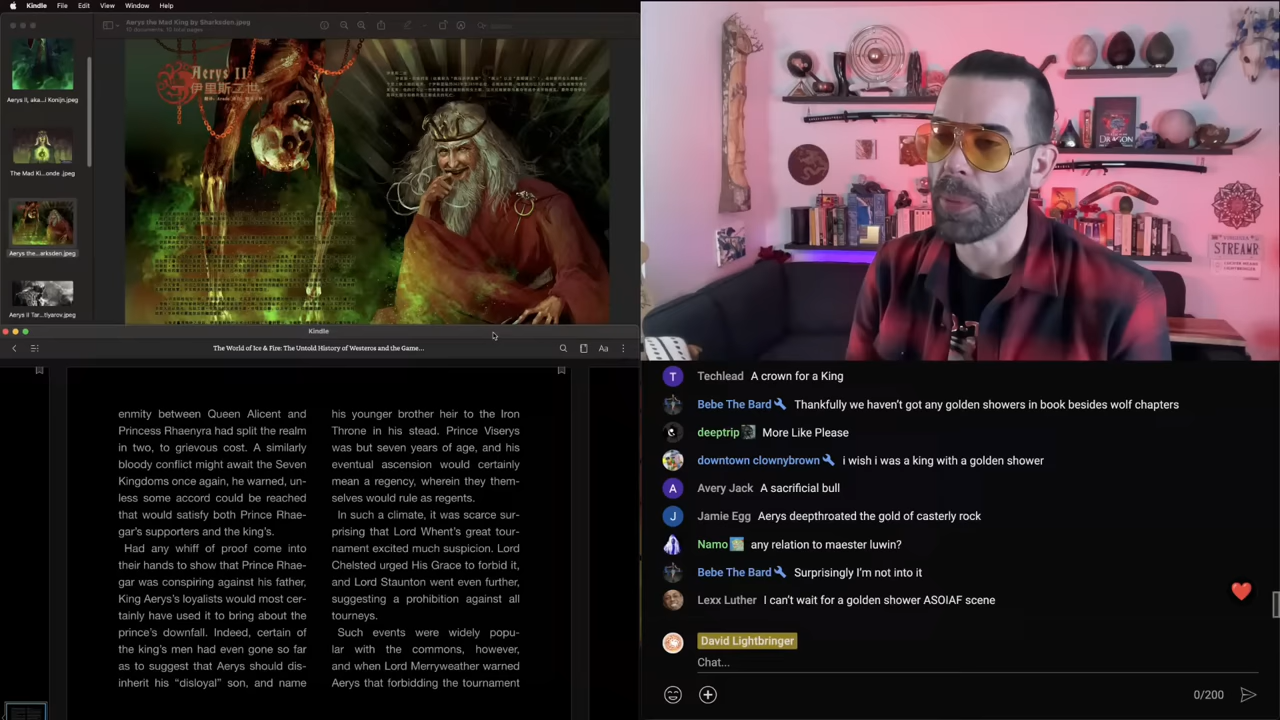 Kindle File Edit View Window Help
Aerys the Mad King by Sharksden.jpeg
Aerys II, aka...i Konijn.jpeg
The Mad Ki...onde .jpeg
Aerys the...arksden.jpeg
Aerys II Tar...tlyarov.jpeg
Aerys II
伊里斯二世
DRAGON
STREAMR
Kindle
The World of Ice & Fire: The Untold History of Westeros and the Game...
Aa
enmity between Queen Alicent and
Princess Rhaenyra had split the realm
in two, to grievous cost. A similarly
bloody conflict might await the Seven
Kingdoms once again, he warned, un-
less some accord could be reached
that would satisfy both Prince Rhae-
gar's supporters and the king's.
Had any whiff of proof come into
their hands to show that Prince Rhae-
gar was conspiring against his father,
King Aerys's loyalists would most cer-
tainly have used it to bring about the
prince's downfall. Indeed, certain of
the king's men had even gone so far
as to suggest that Aerys should dis-
inherit his “disloyal” son, and name
his younger brother heir to the Iron
Throne in his stead. Prince Viserys
was but seven years of age, and his
eventual ascension would certainly
mean a regency, wherein they them-
selves would rule as regents.
In such a climate, it was scarce sur-
prising that Lord Whent's great tour-
nament excited much suspicion. Lord
Chelsted urged His Grace to forbid it,
and Lord Staunton went even further,
suggesting a prohibition against all
tourneys.
Such events were widely popu-
lar with the commons, however,
and when Lord Merryweather warned
Aerys that forbidding the tournament
T Techlead A crown for a King
Bebe The Bard Thankfully we haven't got any golden showers in book besides wolf chapters
deeptrip More Like Please
downtown clownybrown i wish i was a king with a golden shower
A Avery Jack A sacrificial bull
J Jamie Egg Aerys deepthroated the gold of casterly rock
Namo any relation to maester luwin?
Bebe The Bard Surprisingly I'm not into it
Lexx Luther I can't wait for a golden shower ASOIAF scene
David Lightbringer
Chat...
0/200